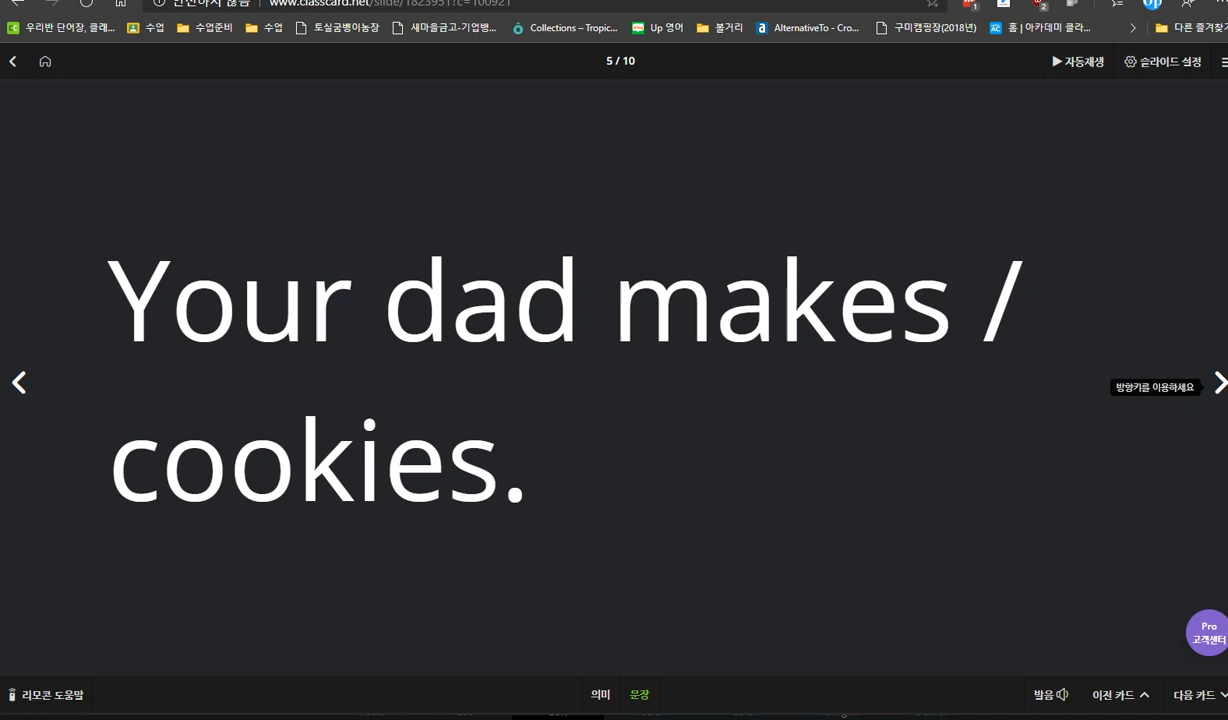 www.classcard.net/slide/1823951?c=100921
우리반 단어장, 클래... 수업 수업준비 수업 토실굼벵이농장 새마을금고-기업뱅... Collections – Tropic... Up 영어 볼거리 AlternativeTo - Cro... 구미캠핑장(2018년) 홈 | 아카데미 클라... 다른 즐겨찾기
5 / 10 자동재생 슬라이드 설정
Your dad makes /
cookies.
방향키를 이용하세요
Pro
고객센터
리모콘 도움말 의미 문장 발음 이전 카드 다음 카드